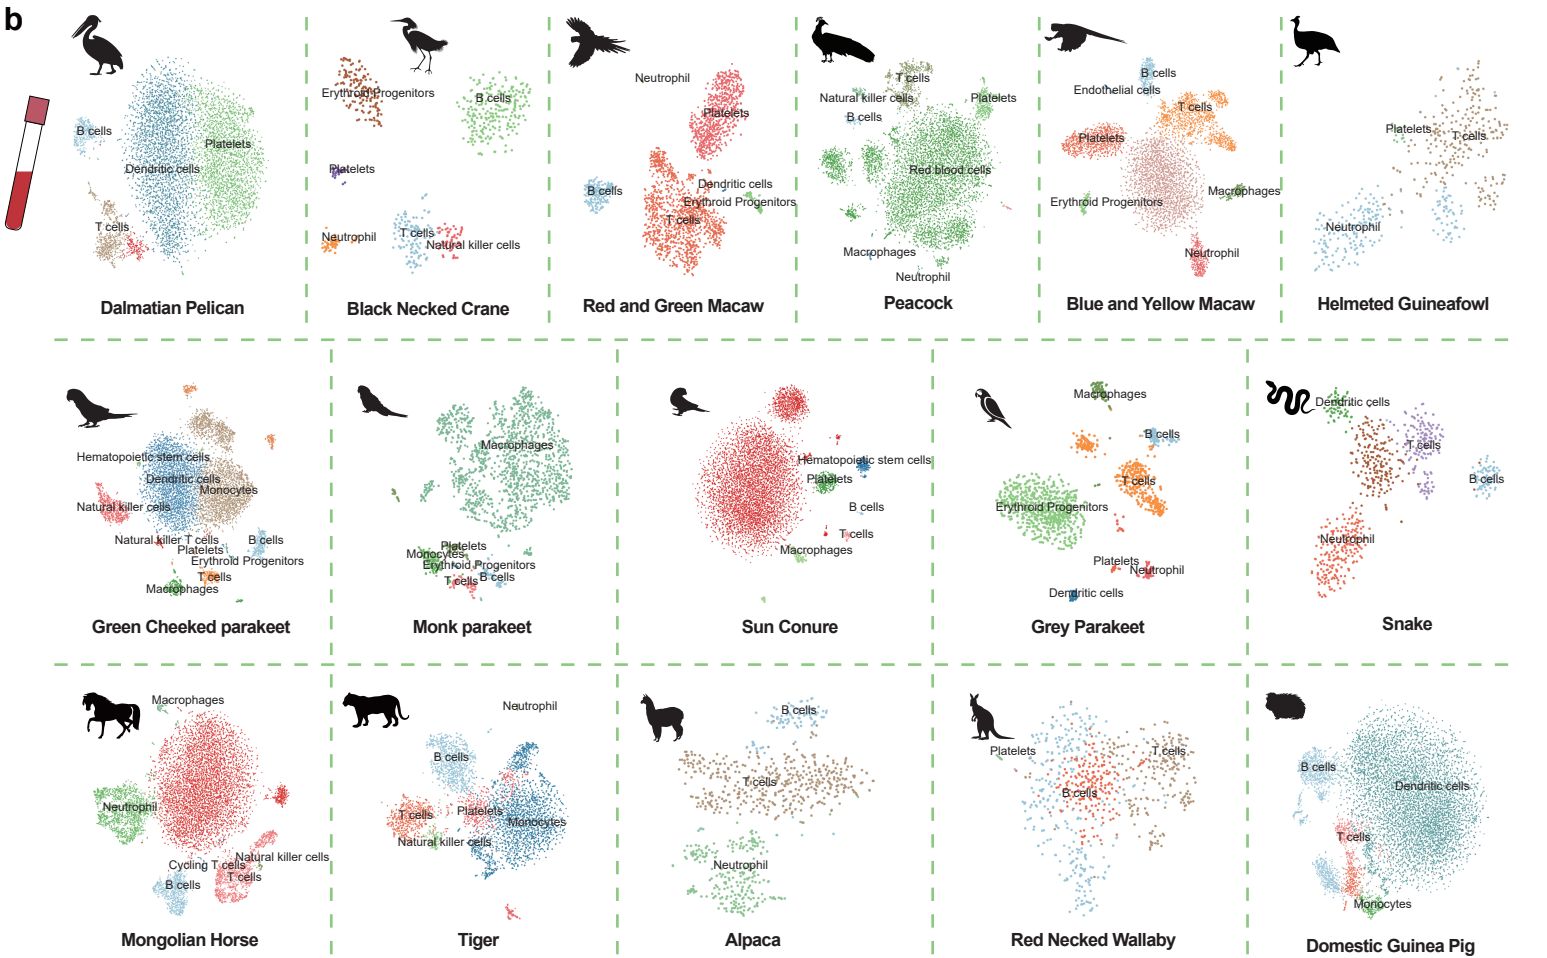 b
B cells
Platelets
Dendritic cells
T cells
Dalmatian Pelican
Erythroid Progenitors
B cells
Platelets
Neutrophil
T cells
Natural killer cells
Black Necked Crane
Neutrophil
Platelets
B cells
Dendritic cells
Erythroid Progenitors
T cells
Red and Green Macaw
T cells
Natural killer cells
Platelets
B cells
Red blood cells
Macrophages
Neutrophil
Peacock
B cells
Endothelial cells
T cells
Platelets
Macrophages
Erythroid Progenitors
Neutrophil
Blue and Yellow Macaw
Platelets
T cells
Neutrophil
Helmeted Guineafowl
Hematopoietic stem cells
Dendritic cells
Monocytes
Natural killer cells
Natural killer T cells
B cells
Platelets
Erythroid Progenitors
T cells
Macrophages
Green Cheeked parakeet
Macrophages
Platelets
Monocytes
Erythroid Progenitors
T cells
B cells
Monk parakeet
Hematopoietic stem cells
Platelets
B cells
T cells
Macrophages
Sun Conure
Macrophages
B cells
T cells
Erythroid Progenitors
Platelets
Neutrophil
Dendritic cells
Grey Parakeet
Dendritic cells
T cells
B cells
Neutrophil
Snake
Macrophages
Neutrophil
Natural killer cells
Cycling T cells
T cells
B cells
Mongolian Horse
Neutrophil
B cells
T cells
Platelets
Monocytes
Natural killer cells
Tiger
B cells
T cells
Neutrophil
Alpaca
Platelets
T cells
B cells
Red Necked Wallaby
B cells
Dendritic cells
T cells
Monocytes
Domestic Guinea Pig